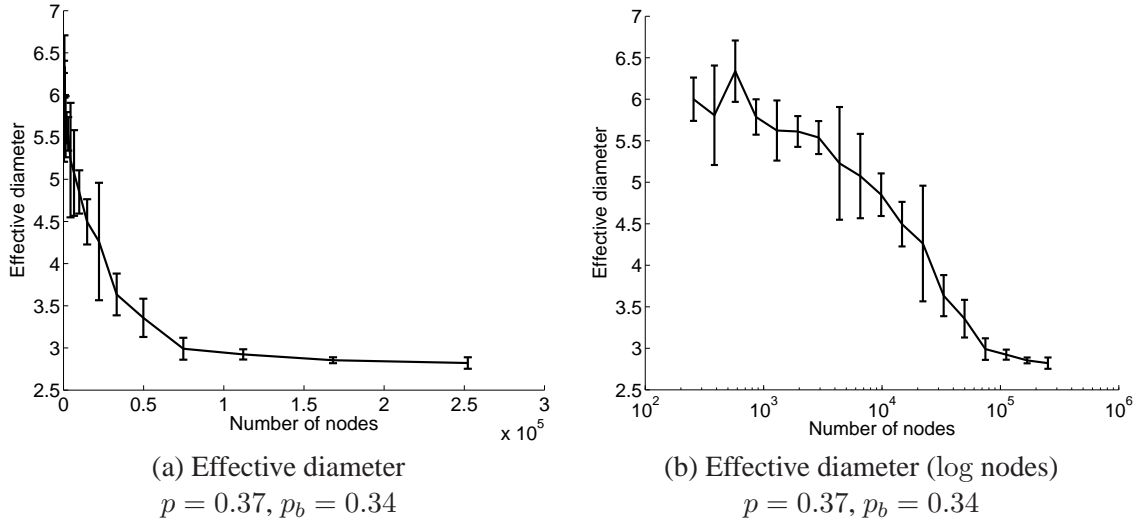 7
6.5
6
5.5
5
4.5
4
3.5
3
2.5
Effective diameter
0 0.5 1 1.5 2 2.5 3
Number of nodes
x 10^5
(a) Effective diameter
p = 0.37, p_b = 0.34
7
6.5
6
5.5
5
4.5
4
3.5
3
2.5
Effective diameter
10^2 10^3 10^4 10^5 10^6
Number of nodes
(b) Effective diameter (log nodes)
p = 0.37, p_b = 0.34